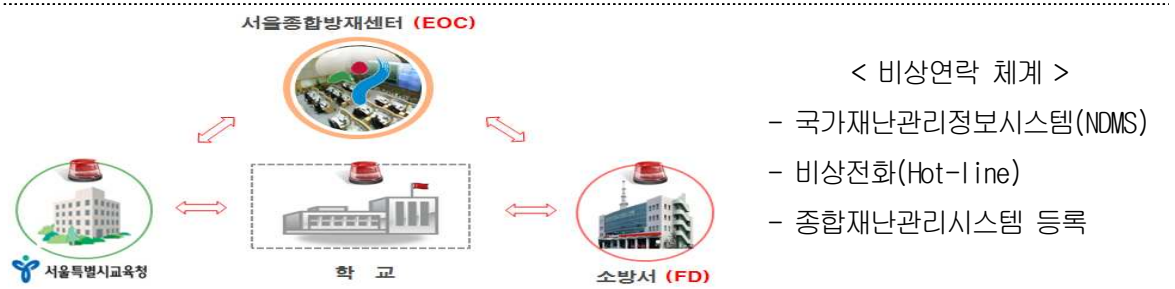 서울종합방재센터 (EOC)
< 비상연락 체계 >
- 국가재난관리정보시스템(NDMS)
- 비상전화(Hot-line)
- 종합재난관리시스템 등록
서울특별시교육청
학 교
소방서 (FD)